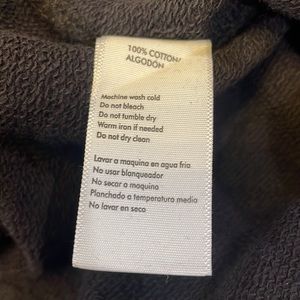 100% COTTON/
ALGODÓN
Machine wash cold
Do not bleach
Do not tumble dry
Warm iron if needed
Do not dry clean
Lavar a maquina en agua fria
No usar blanqueador
No secar a maquina
Planchado a temperatura medio
No lavar en seco